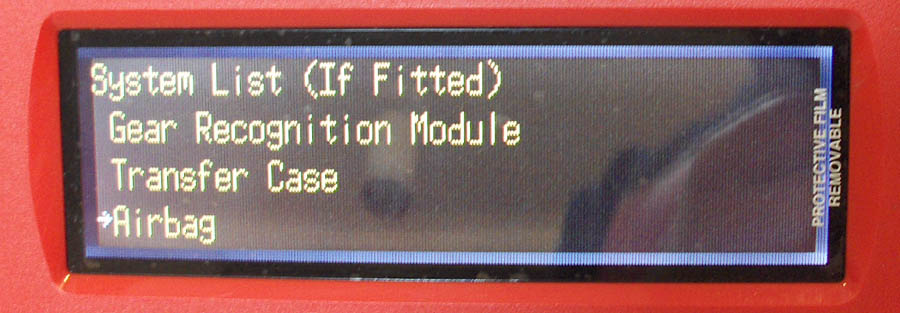 System List (If Fitted)
Gear Recognition Module
Transfer Case
→Airbag
PROTECTIVE FILM
REMOVABLE